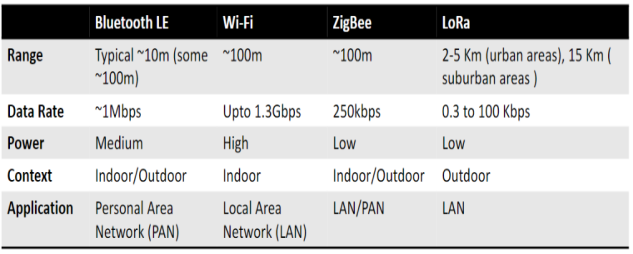 Bluetooth LE Wi-Fi ZigBee LoRa
Range Typical ~10m (some ~100m) ~100m ~100m 2-5 Km (urban areas), 15 Km ( suburban areas )
Data Rate ~1Mbps Upto 1.3Gbps 250kbps 0.3 to 100 Kbps
Power Medium High Low Low
Context Indoor/Outdoor Indoor Indoor/Outdoor Outdoor
Application Personal Area Network (PAN) Local Area Network (LAN) LAN/PAN LAN